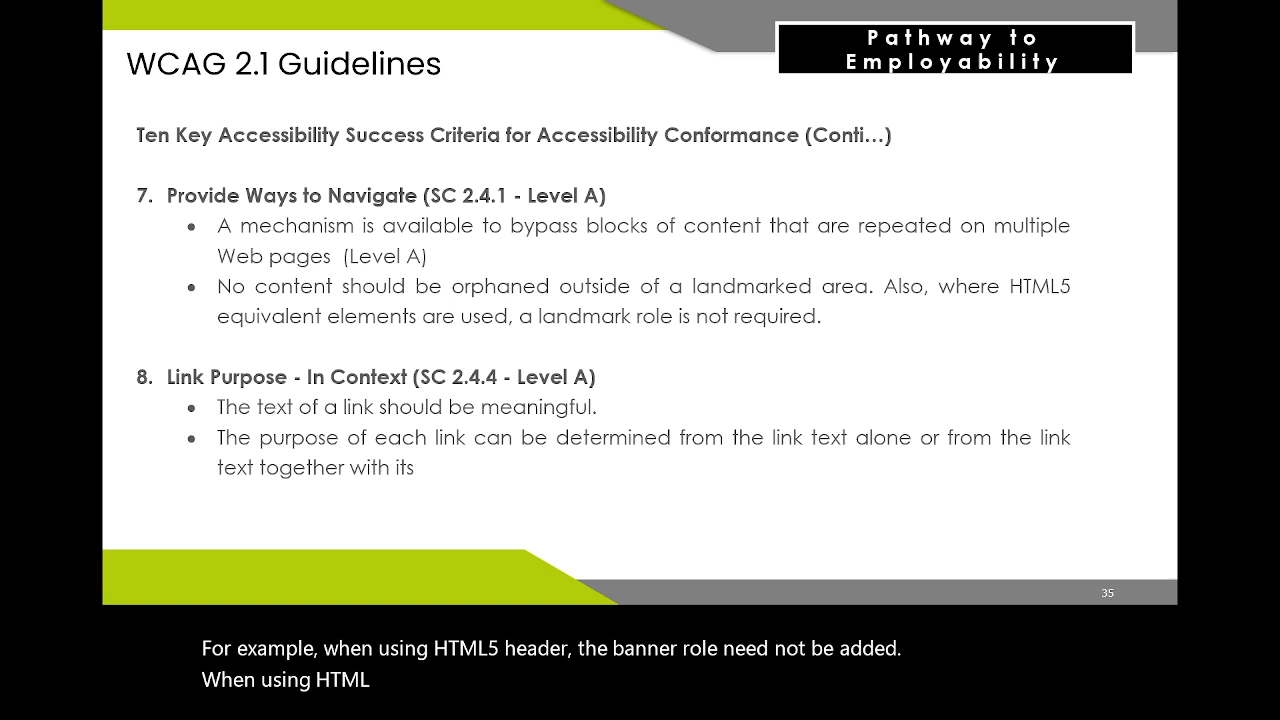 Pathway to
Employability
WCAG 2.1 Guidelines
Ten Key Accessibility Success Criteria for Accessibility Conformance (Conti...)
7. Provide Ways to Navigate (SC 2.4.1 - Level A)
• A mechanism is available to bypass blocks of content that are repeated on multiple
Web pages (Level A)
• No content should be orphaned outside of a landmarked area. Also, where HTML5
equivalent elements are used, a landmark role is not required.
8. Link Purpose - In Context (SC 2.4.4 - Level A)
• The text of a link should be meaningful.
• The purpose of each link can be determined from the link text alone or from the link
text together with its
35
For example, when using HTML5 header, the banner role need not be added.
When using HTML